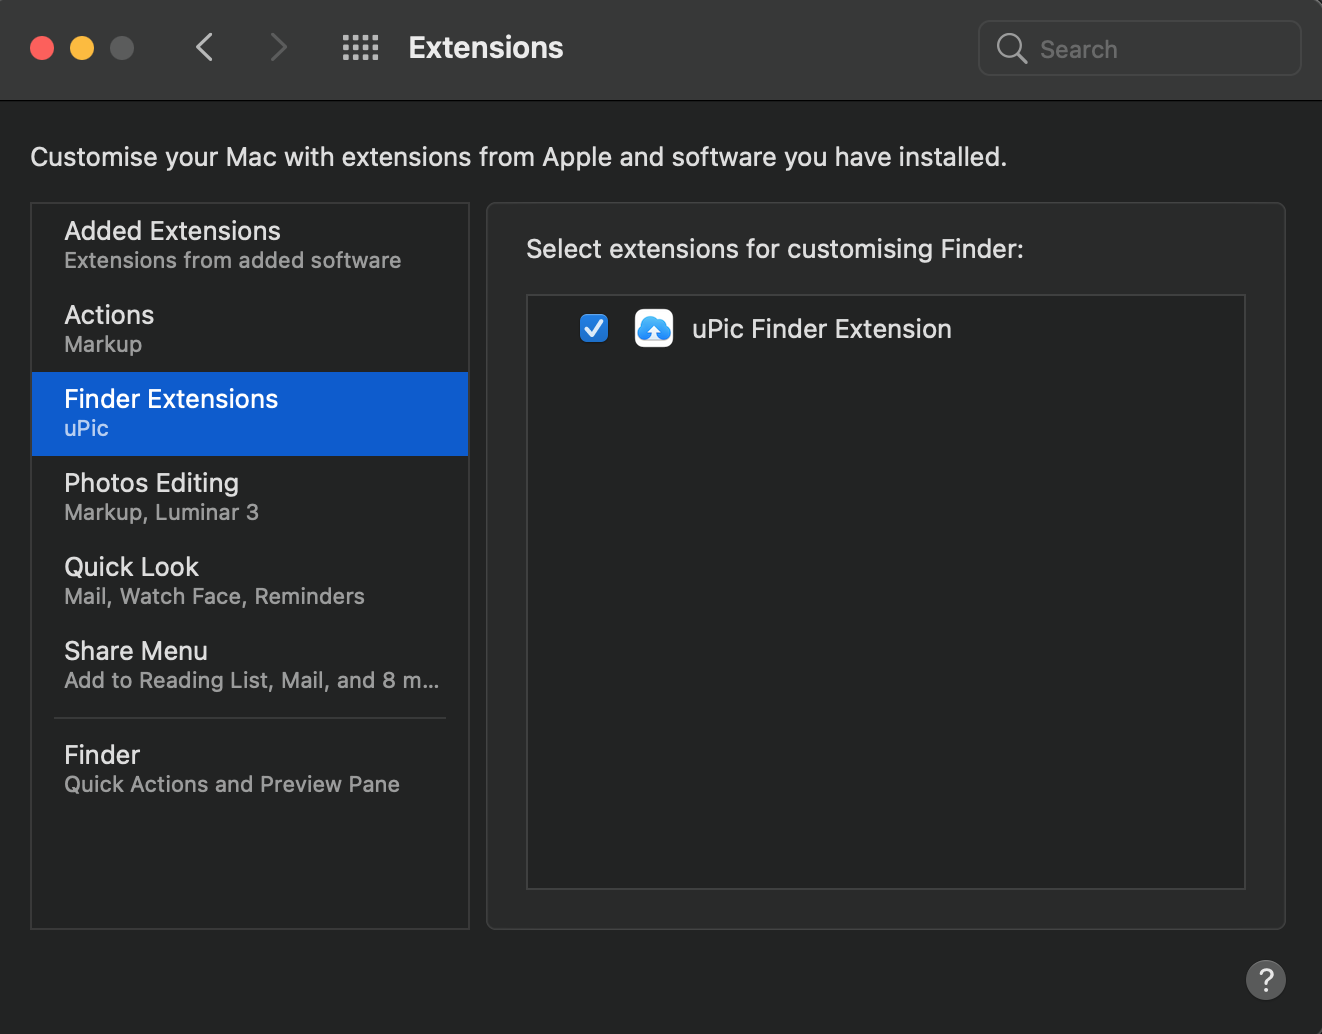 Extensions
Search
Customise your Mac with extensions from Apple and software you have installed.
Added Extensions
Extensions from added software
Actions
Markup
Finder Extensions
uPic
Photos Editing
Markup, Luminar 3
Quick Look
Mail, Watch Face, Reminders
Share Menu
Add to Reading List, Mail, and 8 m...
Finder
Quick Actions and Preview Pane
Select extensions for customising Finder:
uPic Finder Extension
?